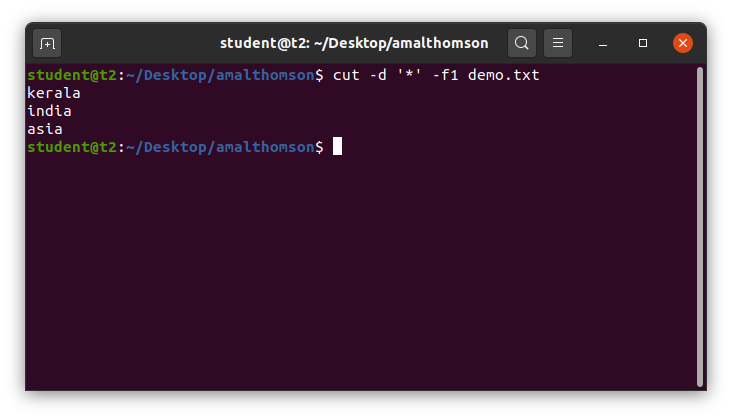 student@t2: ~/Desktop/amalthomson
student@t2:~/Desktop/amalthomson$ cut -d '*' -f1 demo.txt
kerala
india
asia
student@t2:~/Desktop/amalthomson$